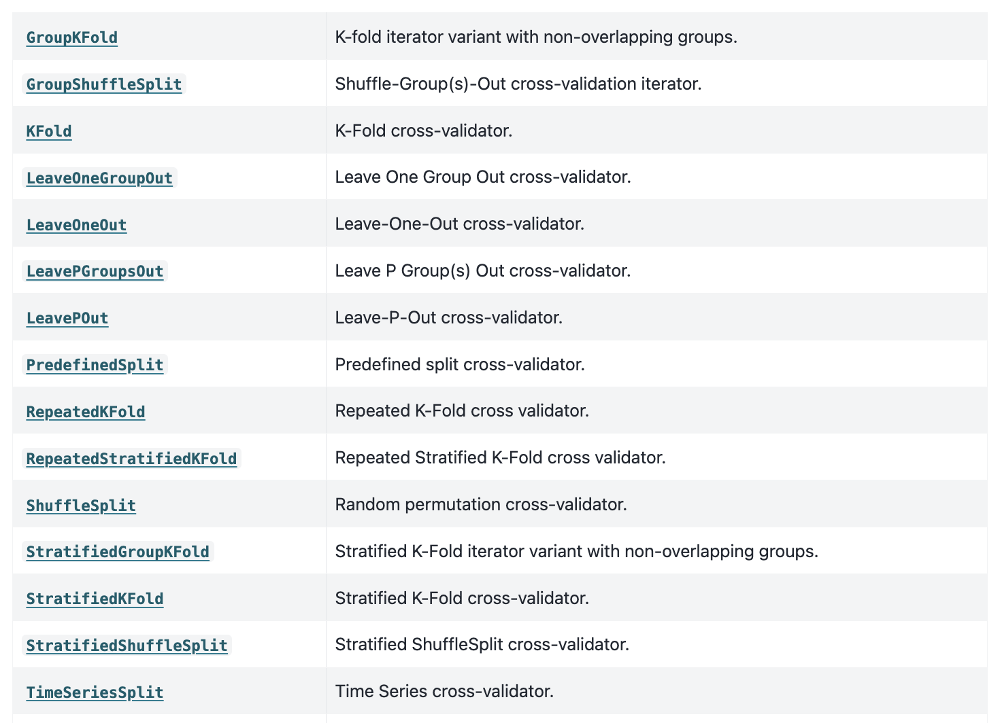 GroupKFold K-fold iterator variant with non-overlapping groups.
GroupShuffleSplit Shuffle-Group(s)-Out cross-validation iterator.
KFold K-Fold cross-validator.
LeaveOneGroupOut Leave One Group Out cross-validator.
LeaveOneOut Leave-One-Out cross-validator.
LeavePGroupsOut Leave P Group(s) Out cross-validator.
LeavePOut Leave-P-Out cross-validator.
PredefinedSplit Predefined split cross-validator.
RepeatedKFold Repeated K-Fold cross validator.
RepeatedStratifiedKFold Repeated Stratified K-Fold cross validator.
ShuffleSplit Random permutation cross-validator.
StratifiedGroupKFold Stratified K-Fold iterator variant with non-overlapping groups.
StratifiedKFold Stratified K-Fold cross-validator.
StratifiedShuffleSplit Stratified ShuffleSplit cross-validator.
TimeSeriesSplit Time Series cross-validator.